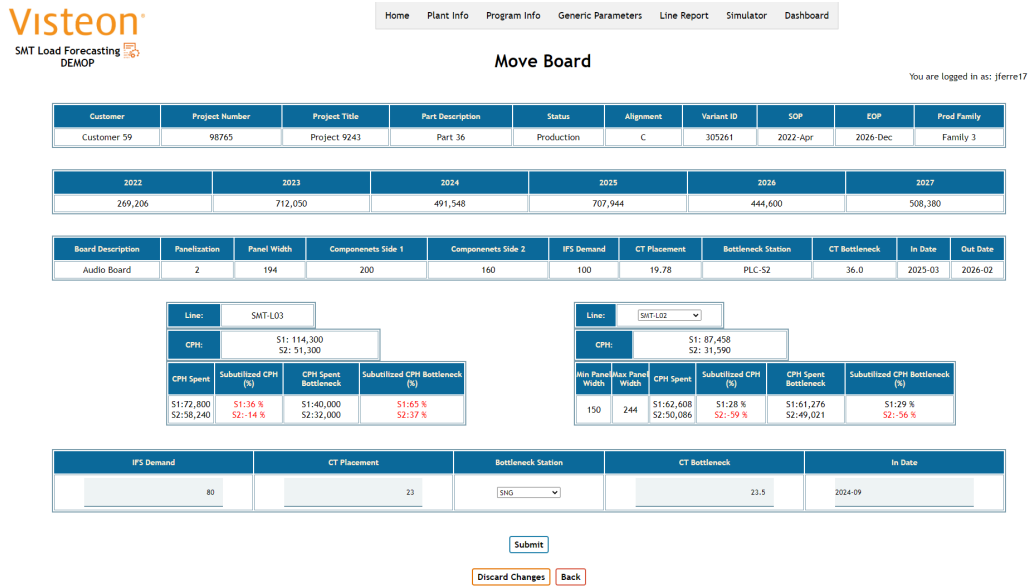 Visteon
SMT Load Forecasting
DEMOP
Home Plant Info Program Info Generic Parameters Line Report Simulator Dashboard
Move Board
You are logged in as: jferre17
Customer Project Number Project Title Part Description Status Alignment Variant ID SOP EOP Prod Family
Customer 59 98765 Project 9243 Part 36 Production C 305261 2022-Apr 2026-Dec Family 3
2022 2023 2024 2025 2026 2027
269,206 712,050 491,548 707,944 444,600 508,380
Board Description Panelization Panel Width Componenets Side 1 Componenets Side 2 IFS Demand CT Placement Bottleneck Station CT Bottleneck In Date Out Date
Audio Board 2 194 200 160 100 19.78 PLC-S2 36.0 2025-03 2026-02
Line: SMT-L03
CPH: S1: 114,300
S2: 51,300
CPH Spent Subutilized CPH (%) CPH Spent Bottleneck Subutilized CPH Bottleneck (%)
S1:72,800 S1:36 % S1:40,000 S1:65 %
S2:58,240 S2:-14 % S2:32,000 S2:37 %
Line: SMT-L02
CPH: S1: 87,458
S2: 31,590
Min Panel Width Max Panel Width CPH Spent Subutilized CPH (%) CPH Spent Bottleneck Subutilized CPH Bottleneck (%)
150 244 S1:62,608 S1:28 % S1:61,276 S1:29 %
S2:50,086 S2:-59 % S2:49,021 S2:-56 %
IFS Demand CT Placement Bottleneck Station CT Bottleneck In Date
80 23 SNG 23.5 2024-09
Submit
Discard Changes Back